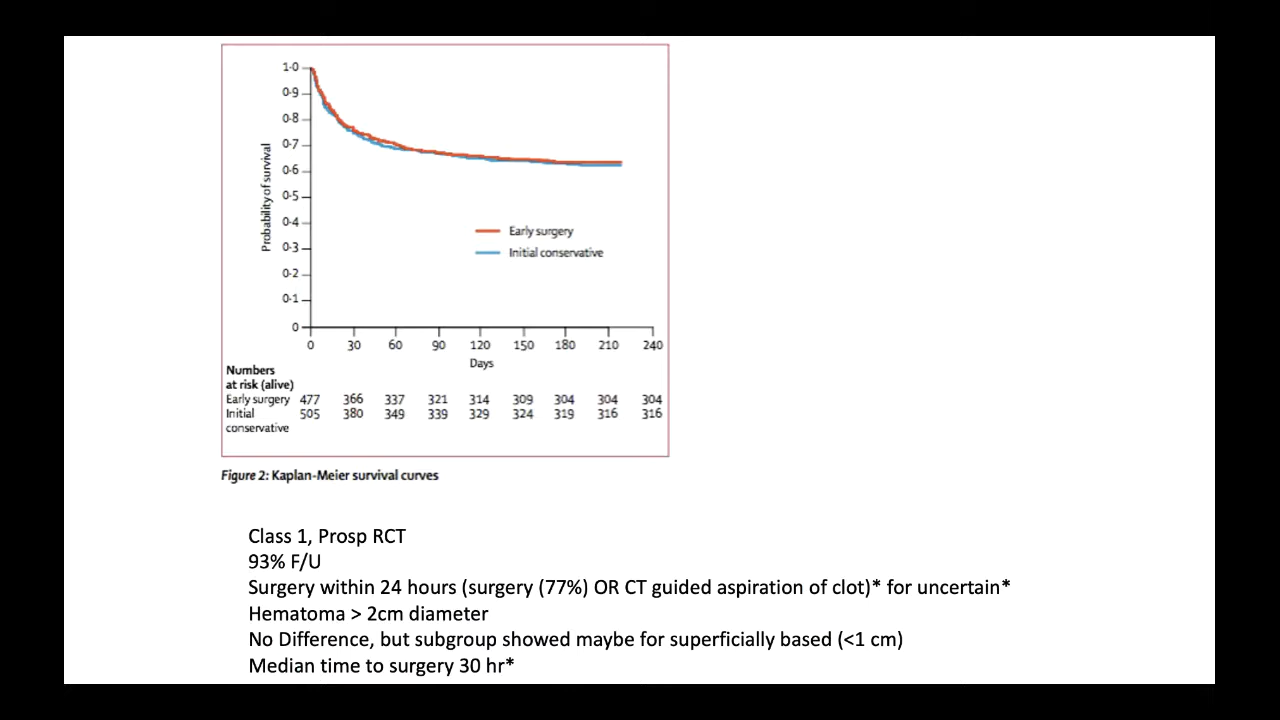 1·0
0·9
0·8
0·7
0·6
0·5
0·4
0·3
0·2
0·1
0
Probability of survival
Early surgery
Initial conservative
0 30 60 90 120 150 180 210 240
Days
Numbers
at risk (alive)
Early surgery 477 366 337 321 314 309 304 304 304
Initial 505 380 349 339 329 324 319 316 316
conservative
Figure 2: Kaplan-Meier survival curves
Class 1, Prosp RCT
93% F/U
Surgery within 24 hours (surgery (77%) OR CT guided aspiration of clot)* for uncertain*
Hematoma > 2cm diameter
No Difference, but subgroup showed maybe for superficially based (<1 cm)
Median time to surgery 30 hr*